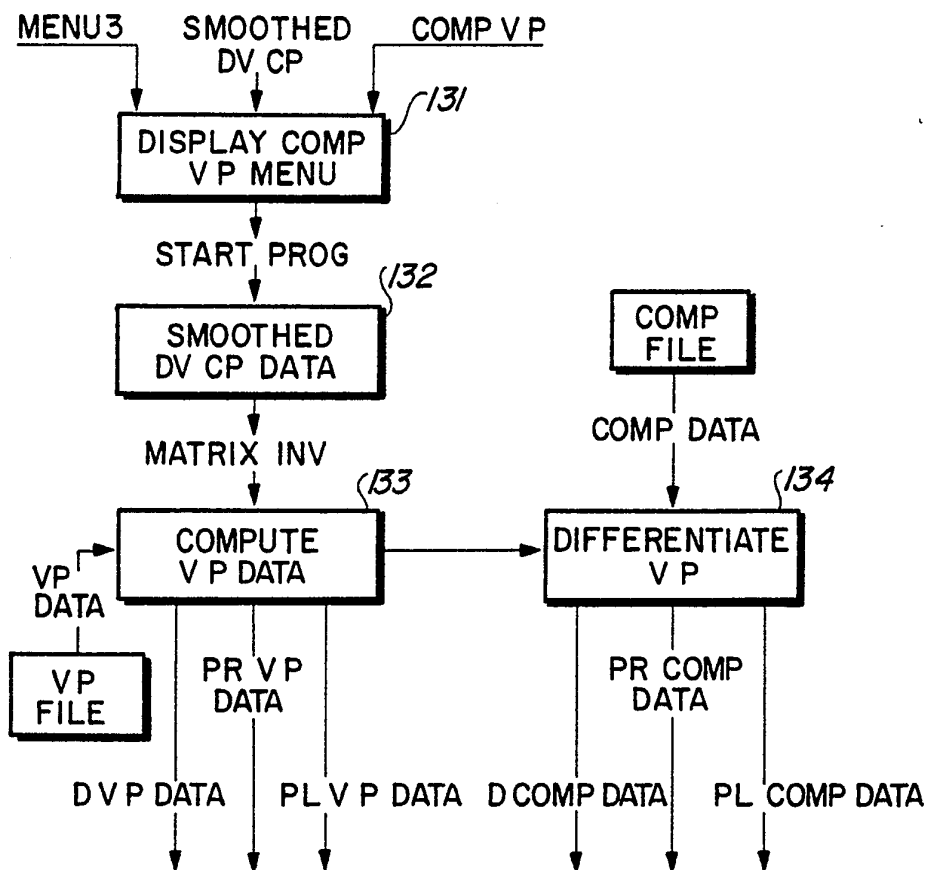 MENU3
SMOOTHED
DV CP
COMP V P
131
DISPLAY COMP
V P MENU
START PROG
132
SMOOTHED
DV CP DATA
COMP
FILE
MATRIX INV
COMP DATA
133
COMPUTE
V P DATA
134
DIFFERENTIATE
V P
VP
DATA
V P
FILE
PR V P
DATA
PR COMP
DATA
D V P DATA
PL V P DATA
D COMP DATA
PL COMP DATA